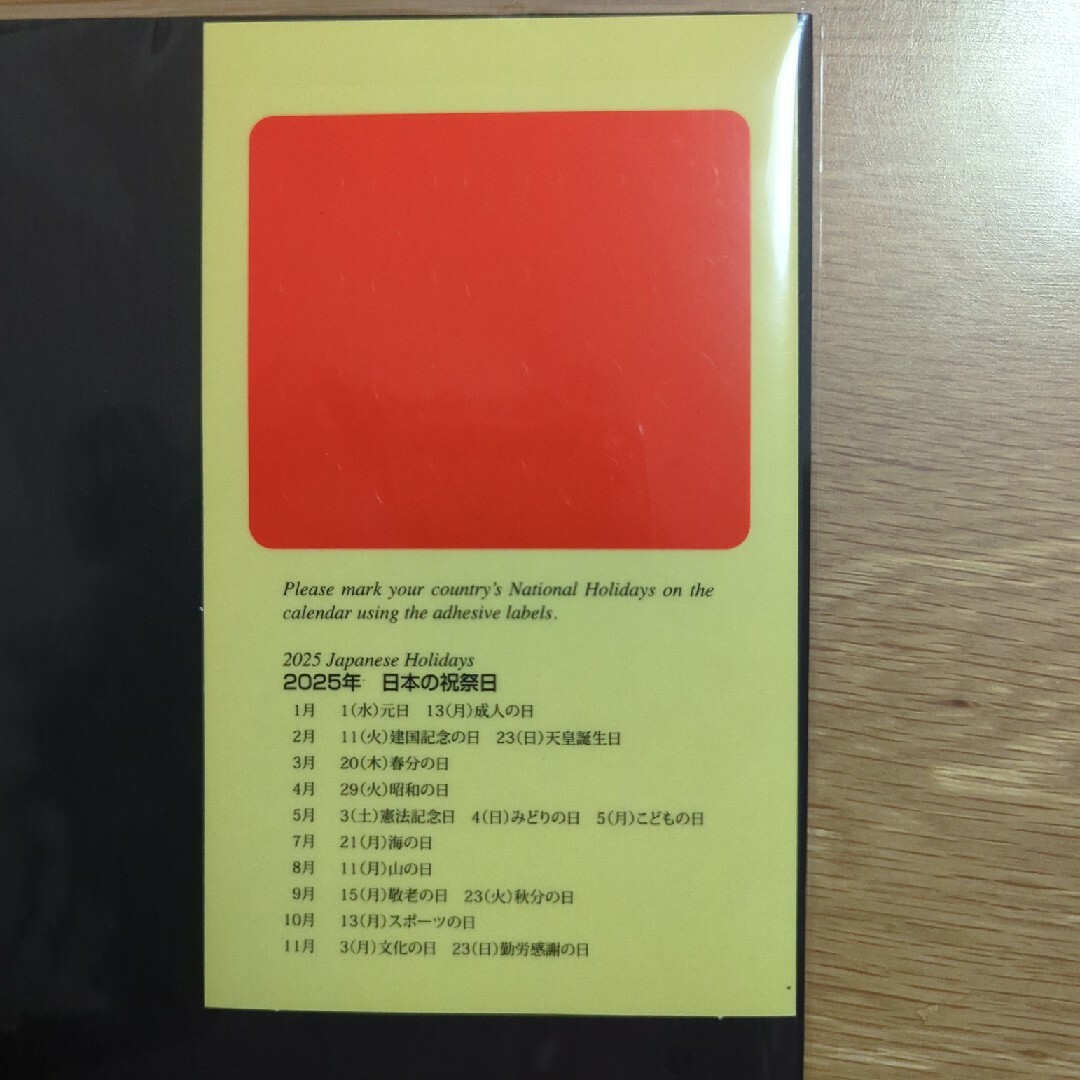 Please mark your country's National Holidays on the
calendar using the adhesive labels.
2025 Japanese Holidays
2025年 日本の祝祭日
1月 1(水)元日 13(月)成人の日
2月 11(火)建国記念の日 23(日)天皇誕生日
3月 20(木)春分の日
4月 29(火)昭和の日
5月 3(土)憲法記念日 4(日)みどりの日 5(月)こどもの日
7月 21(月)海の日
8月 11(月)山の日
9月 15(月)敬老の日 23(火)秋分の日
10月 13(月)スポーツの日
11月 3(月)文化の日 23(日)勤労感謝の日